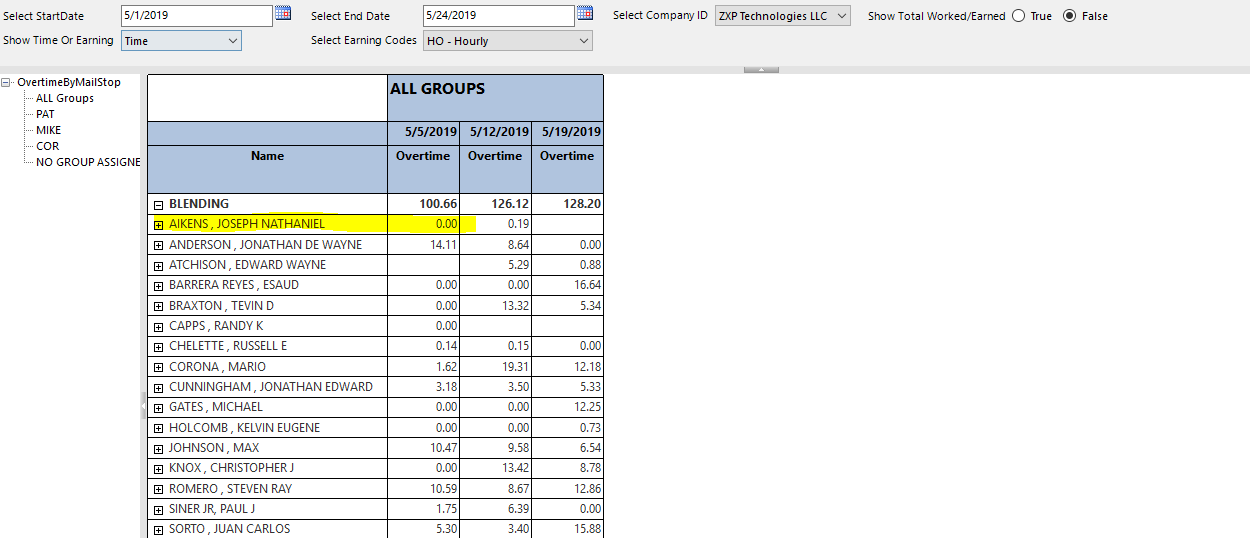 Select StartDate 5/1/2019 Select End Date 5/24/2019 Select Company ID ZXP Technologies LLC Show Total Worked/Earned True False
Show Time Or Earning Time Select Earning Codes HO - Hourly
OvertimeByMailStop
ALL Groups
PAT
MIKE
COR
NO GROUP ASSIGNE
ALL GROUPS
5/5/2019 5/12/2019 5/19/2019
Name Overtime Overtime Overtime
BLENDING 100.66 126.12 128.20
AIKENS , JOSEPH NATHANIEL 0.00 0.19
ANDERSON , JONATHAN DE WAYNE 14.11 8.64 0.00
ATCHISON , EDWARD WAYNE 5.29 0.88
BARRERA REYES , ESAUD 0.00 0.00 16.64
BRAXTON , TEVIN D 0.00 13.32 5.34
CAPPS , RANDY K 0.00
CHELETTE , RUSSELL E 0.14 0.15 0.00
CORONA , MARIO 1.62 19.31 12.18
CUNNINGHAM , JONATHAN EDWARD 3.18 3.50 5.33
GATES , MICHAEL 0.00 0.00 12.25
HOLCOMB , KELVIN EUGENE 0.00 0.00 0.73
JOHNSON , MAX 10.47 9.58 6.54
KNOX , CHRISTOPHER J 0.00 13.42 8.78
ROMERO , STEVEN RAY 10.59 8.67 12.86
SINER JR, PAUL J 1.75 6.39 0.00
SORTO , JUAN CARLOS 5.30 3.40 15.88